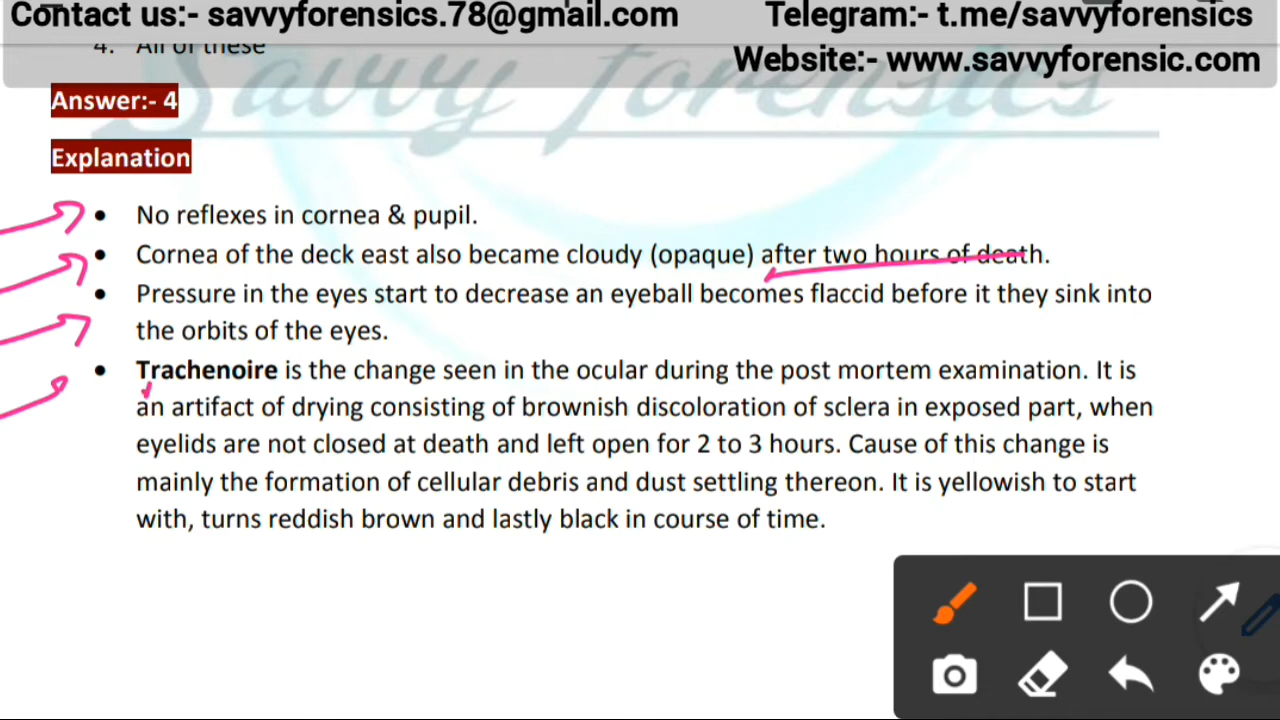 Contact us:- savvyforensics.78@gmail.com
Telegram:- t.me/savvyforensics
Website:- www.savvyforensic.com
4. All of these
Savvy forensics
Answer:- 4
Explanation
• No reflexes in cornea & pupil.
• Cornea of the deck east also became cloudy (opaque) after two hours of death.
• Pressure in the eyes start to decrease an eyeball becomes flaccid before it they sink into
the orbits of the eyes.
• Trachenoire is the change seen in the ocular during the post mortem examination. It is
an artifact of drying consisting of brownish discoloration of sclera in exposed part, when
eyelids are not closed at death and left open for 2 to 3 hours. Cause of this change is
mainly the formation of cellular debris and dust settling thereon. It is yellowish to start
with, turns reddish brown and lastly black in course of time.